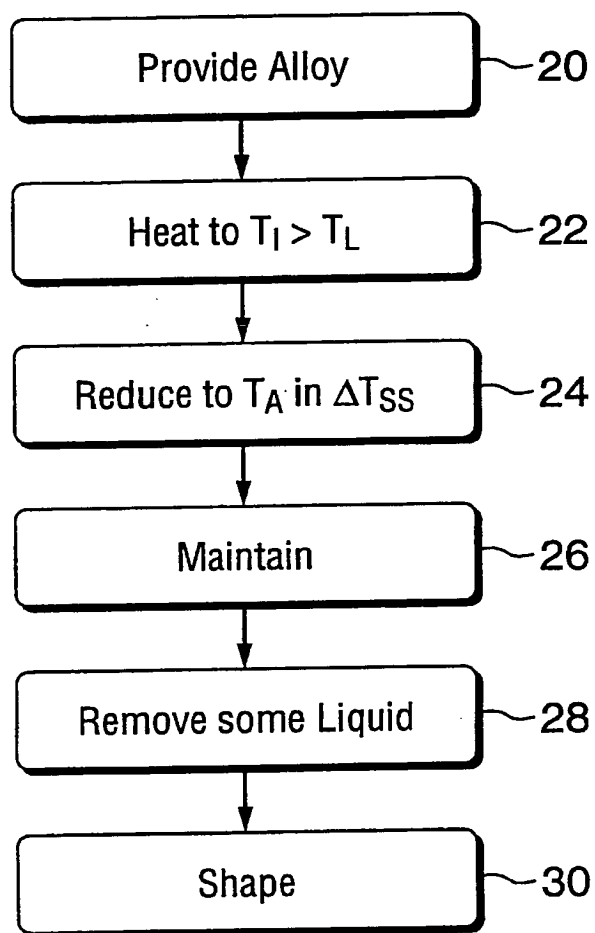 Provide Alloy 20
Heat to T_I > T_L 22
Reduce to T_A in ΔT_SS 24
Maintain 26
Remove some Liquid 28
Shape 30